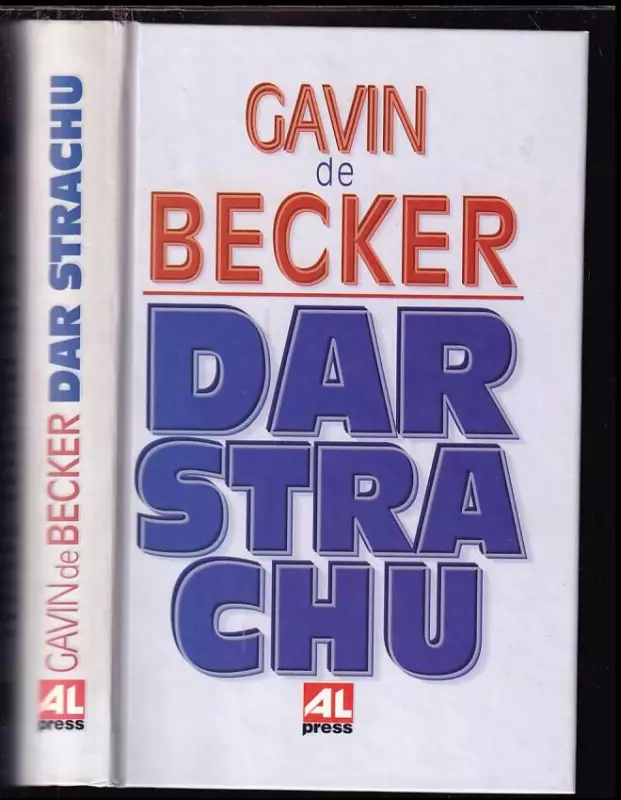 GAVIN de BECKER DAR STRACHU
AL
press
GAVIN
de
BECKER
DAR
STRA
CHU
AL
press